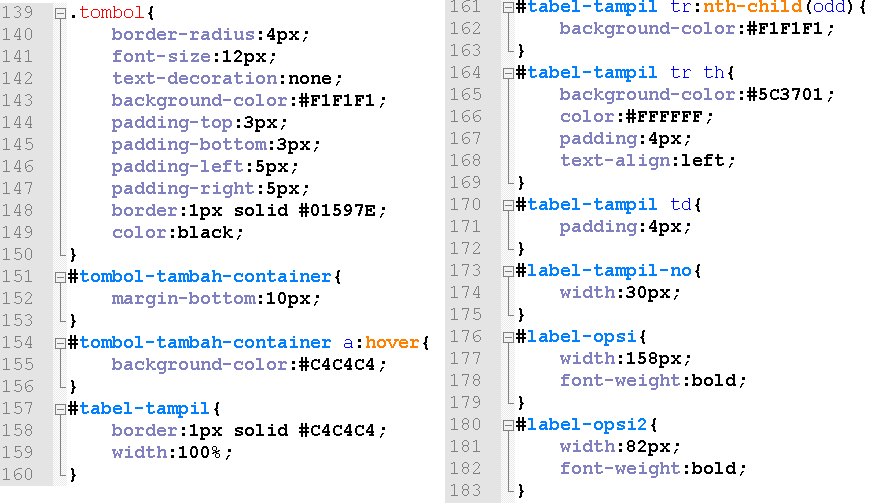 139 .tombol{
140 border-radius:4px;
141 font-size:12px;
142 text-decoration:none;
143 background-color:#F1F1F1;
144 padding-top:3px;
145 padding-bottom:3px;
146 padding-left:5px;
147 padding-right:5px;
148 border:1px solid #01597E;
149 color:black;
150 }
151 #tombol-tambah-container{
152 margin-bottom:10px;
153 }
154 #tombol-tambah-container a:hover{
155 background-color:#C4C4C4;
156 }
157 #tabel-tampil{
158 border:1px solid #C4C4C4;
159 width:100%;
160 }
161 #tabel-tampil tr:nth-child(odd){
162 background-color:#F1F1F1;
163 }
164 #tabel-tampil tr th{
165 background-color:#5C3701;
166 color:#FFFFFF;
167 padding:4px;
168 text-align:left;
169 }
170 #tabel-tampil td{
171 padding:4px;
172 }
173 #label-tampil-no{
174 width:30px;
175 }
176 #label-opsi{
177 width:158px;
178 font-weight:bold;
179 }
180 #label-opsi2{
181 width:82px;
182 font-weight:bold;
183 }